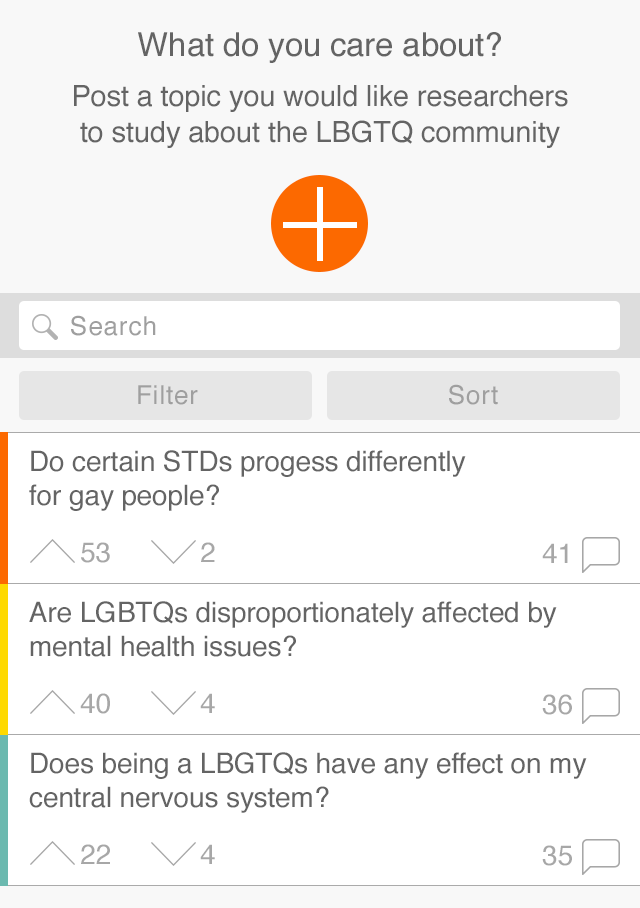 What do you care about?
Post a topic you would like researchers
to study about the LBGTQ community
Search
Filter
Sort
Do certain STDs progess differently
for gay people?
53
2
41
Are LGBTQs disproportionately affected by
mental health issues?
40
4
36
Does being a LBGTQs have any effect on my
central nervous system?
22
4
35